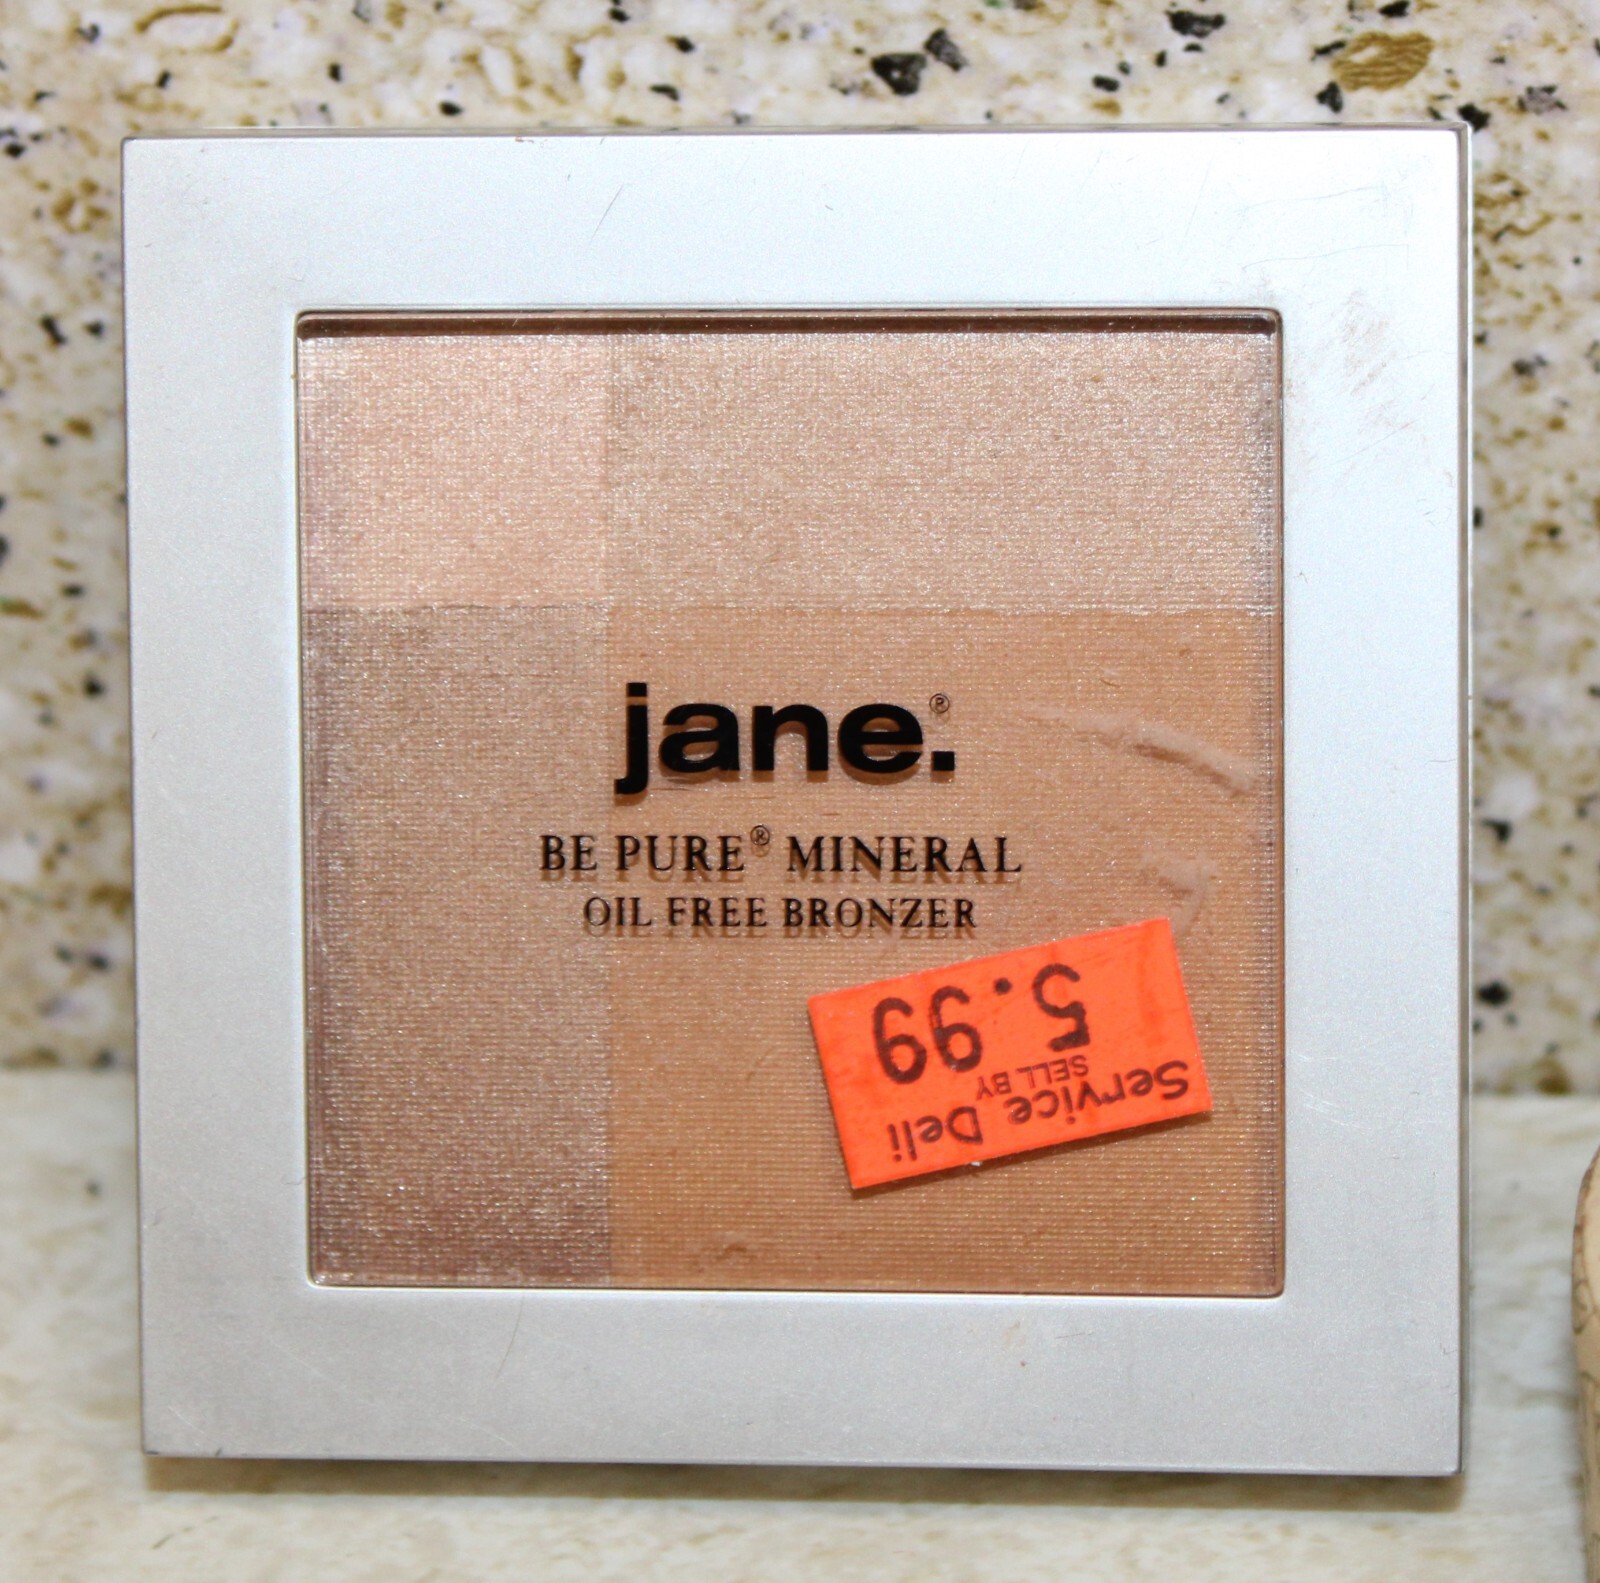 jane.®
BE PURE® MINERAL
OIL FREE BRONZER
Service Deli
SELL BY
5.99